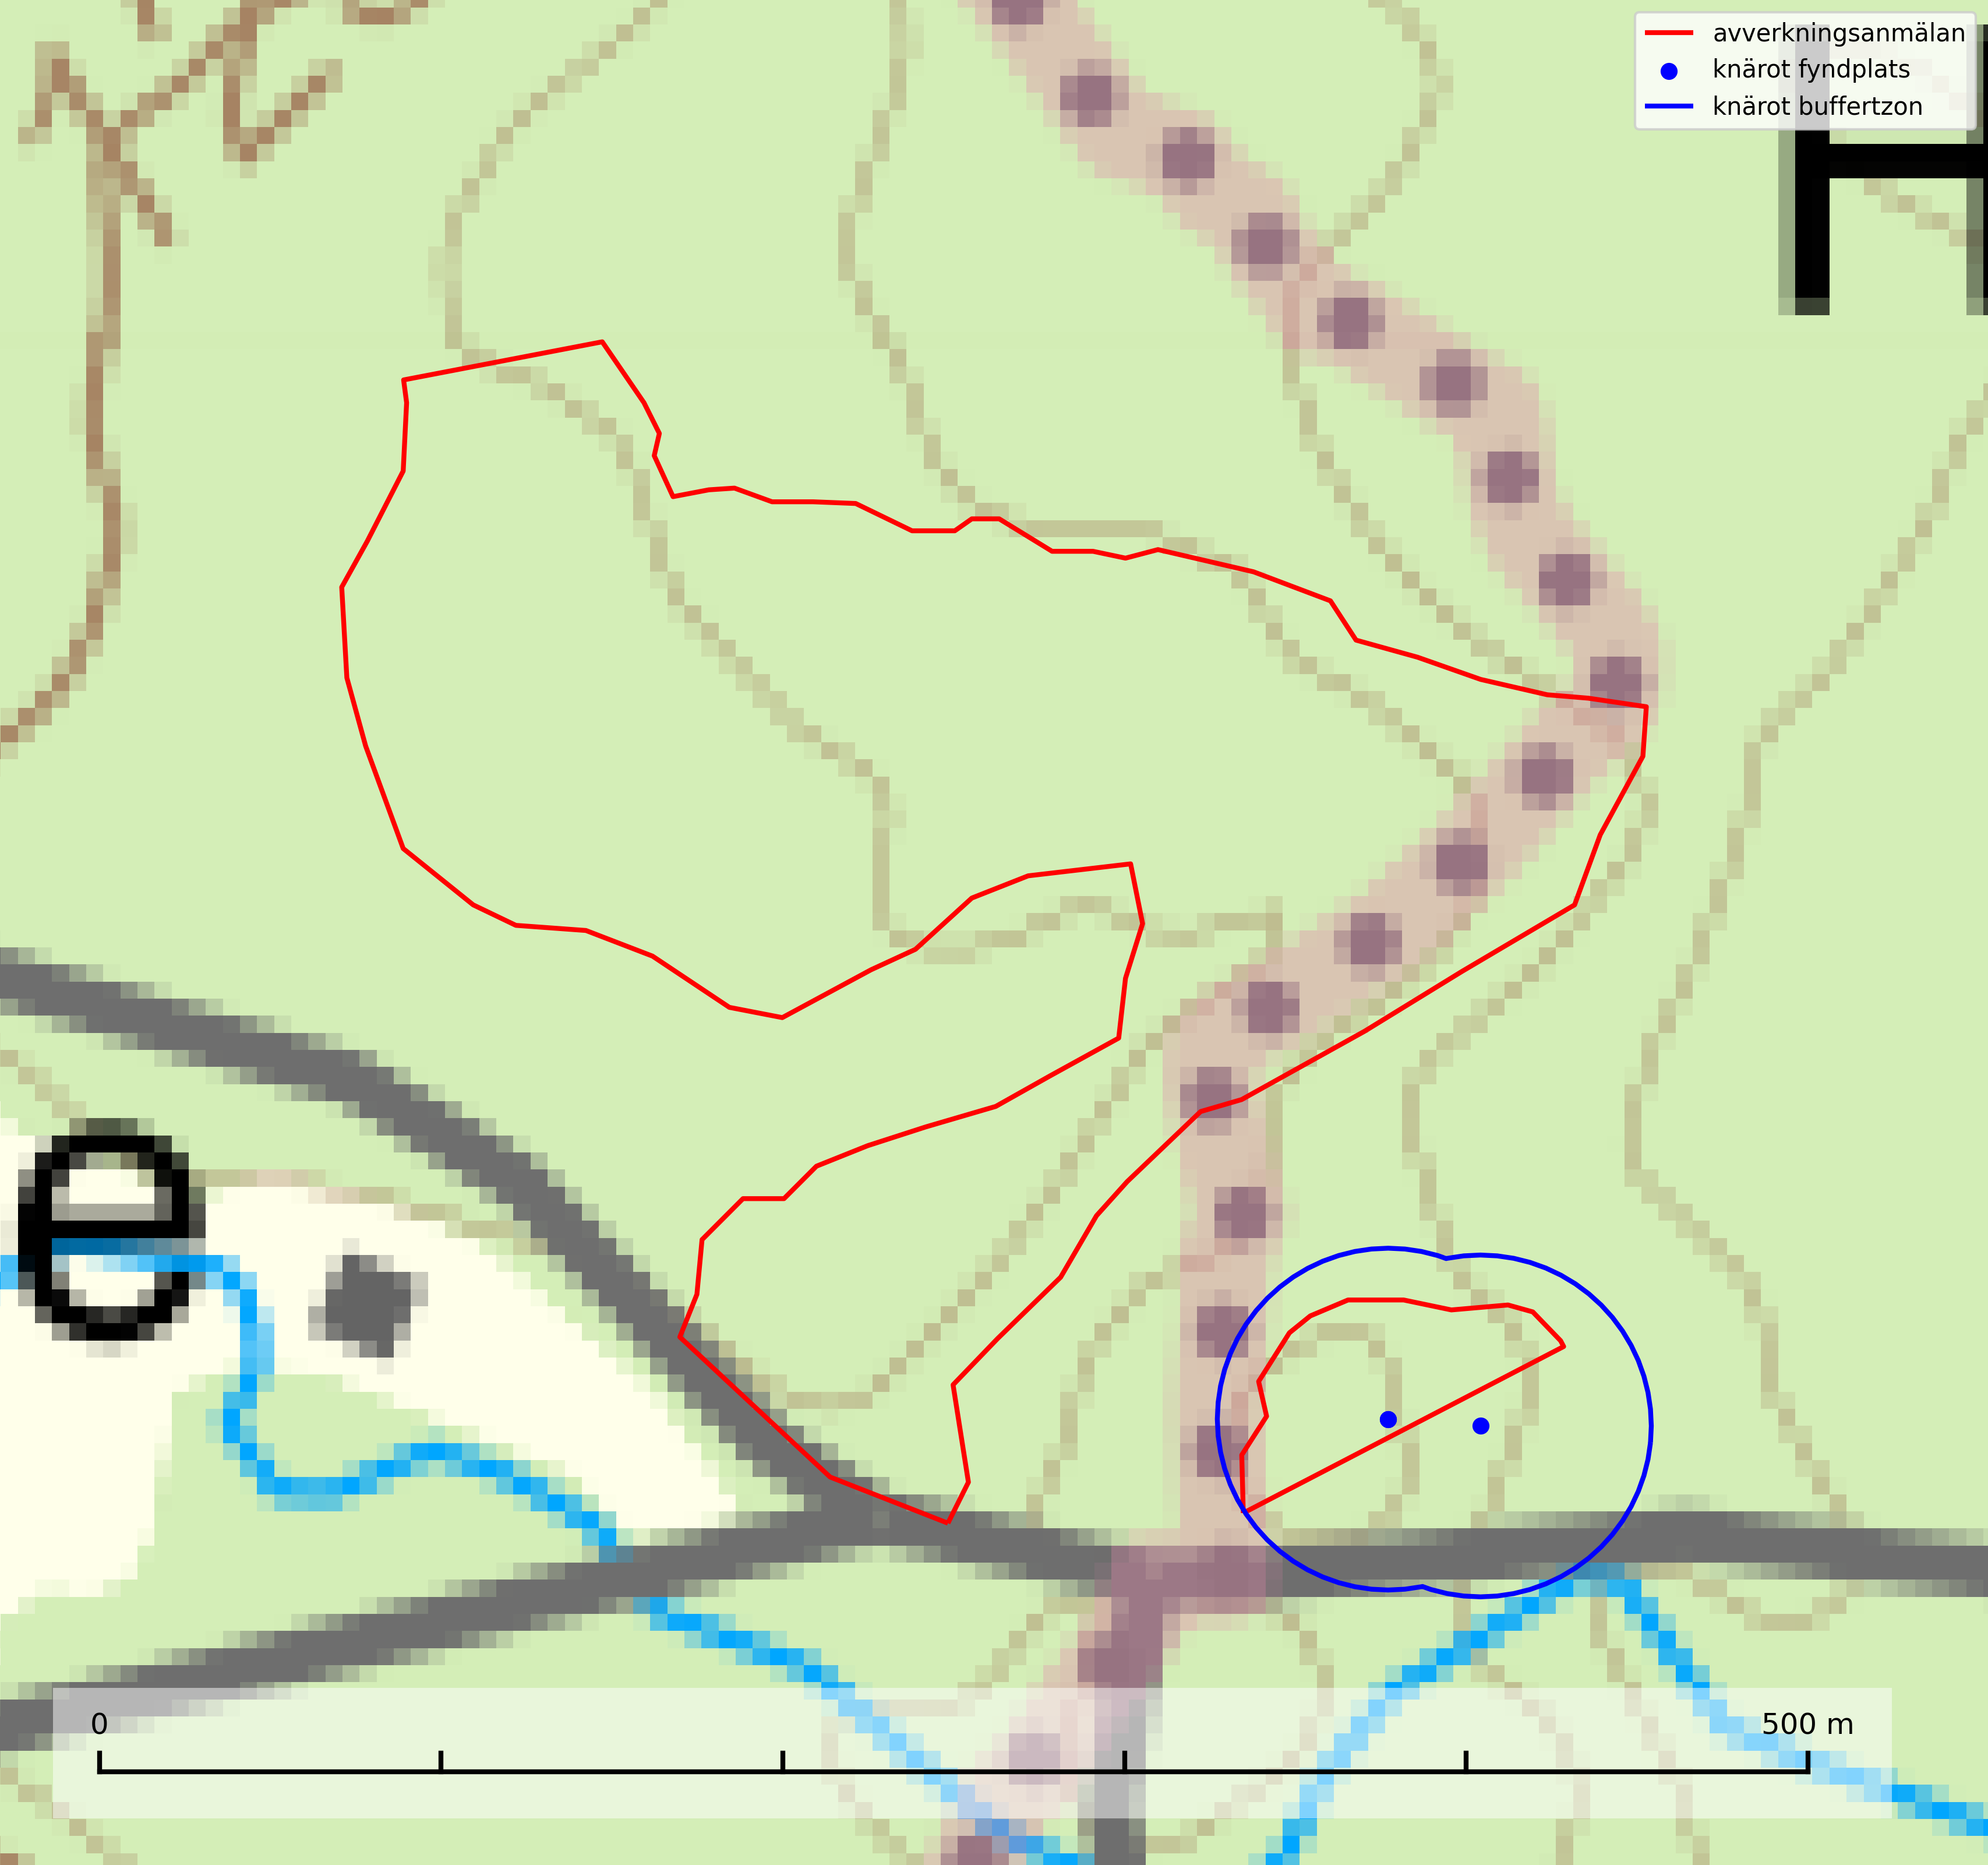 avverkningsanmälan
knärot fyndplats
knärot buffertzon
e
0
500 m